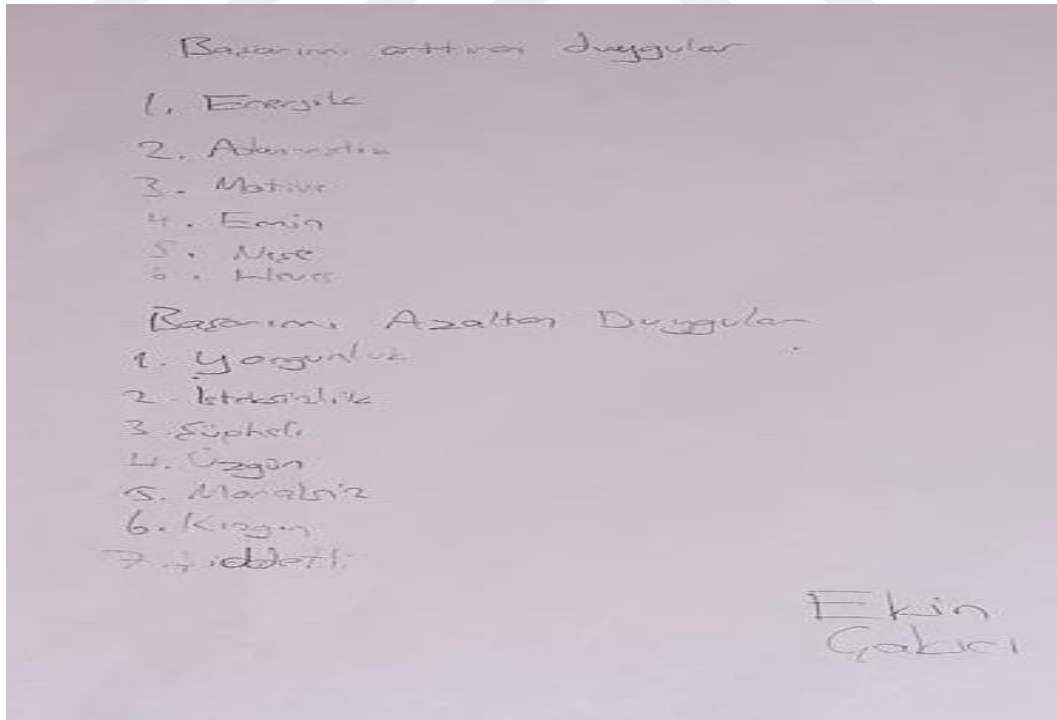 Başarımı arttıran duygular
1. Enerjik
2.
3. Motive
4. Emin
5. Neşe
6. Heves
Başarımı Azaltan Duygular
1. Yorgunluk
2. İsteksizlik
3. Şüpheli
4. Üzgün
5. Moralsiz
6. Kızgın
7. Şiddetli
Ekin
Çakıcı